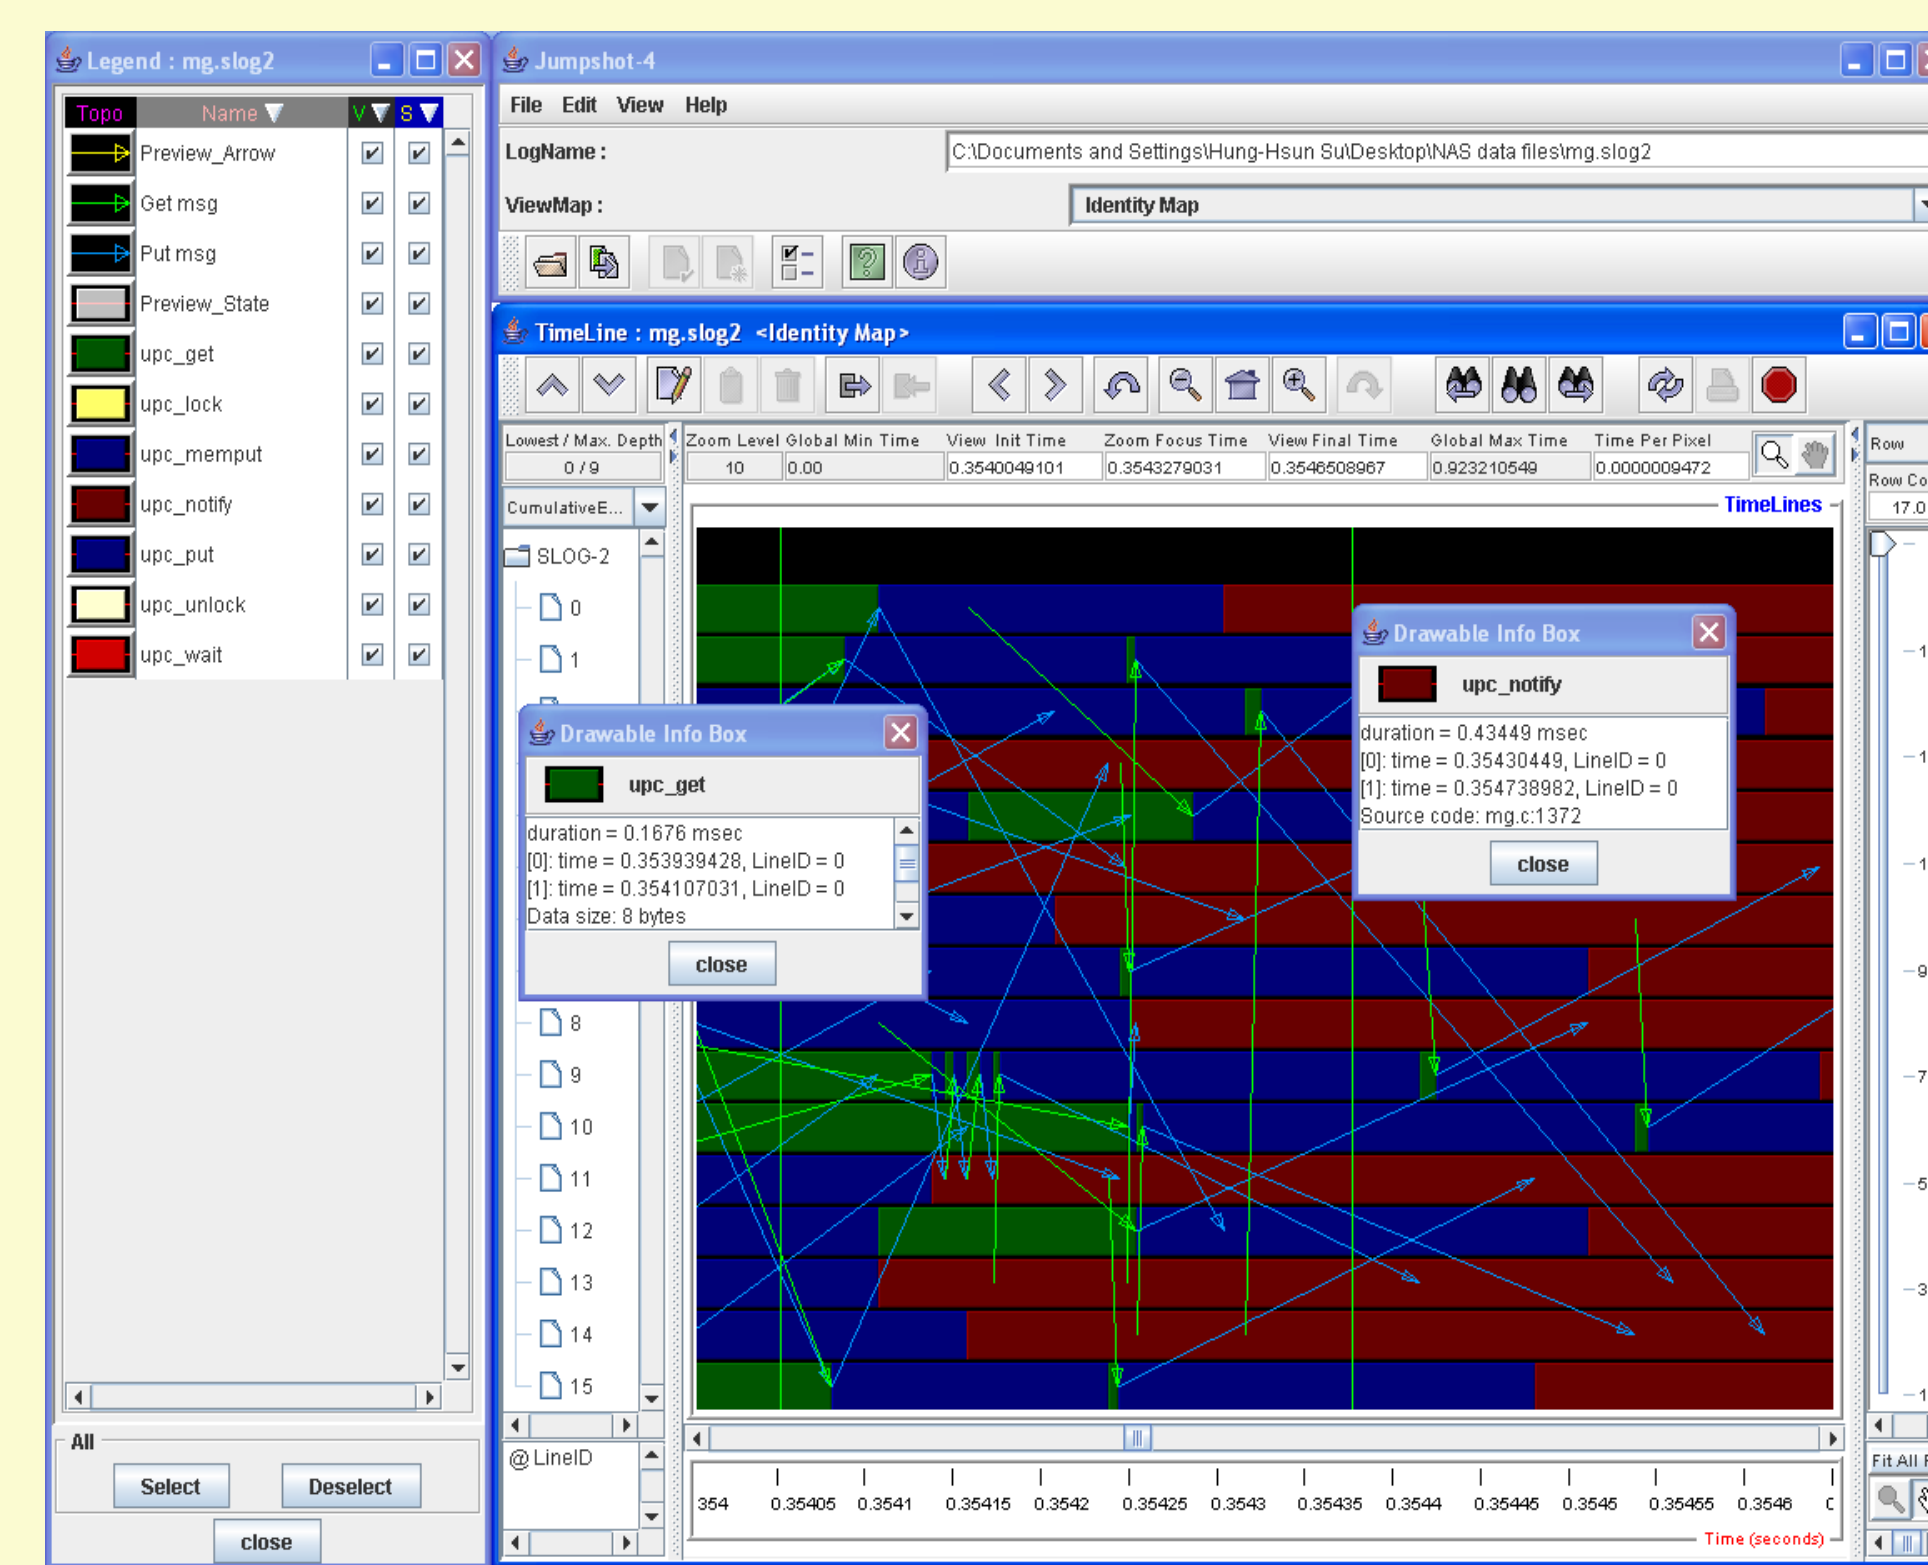 Legend : mg.slog2
Topo Name V S
Preview_Arrow
Get msg
Put msg
Preview_State
upc_get
upc_lock
upc_memput
upc_notify
upc_put
upc_unlock
upc_wait
All
Select Deselect
close
Jumpshot-4
File Edit View Help
LogName : C:\Documents and Settings\Hung-Hsun Su\Desktop\NAS data files\mg.slog2
ViewMap : Identity Map
TimeLine : mg.slog2 <Identity Map>
Lowest / Max. Depth Zoom Level Global Min Time View Init Time Zoom Focus Time View Final Time Global Max Time Time Per Pixel
0 / 9 10 0.00 0.3540049101 0.3543279031 0.3546508967 0.923210549 0.0000009472
Row
Row Co
17.0
CumulativeE...
TimeLines
SLOG-2
0
1
8
9
10
11
12
13
14
15
@ LineID
Drawable Info Box
upc_get
duration = 0.1676 msec
[0]: time = 0.353939428, LineID = 0
[1]: time = 0.354107031, LineID = 0
Data size: 8 bytes
close
Drawable Info Box
upc_notify
duration = 0.43449 msec
[0]: time = 0.35430449, LineID = 0
[1]: time = 0.354738982, LineID = 0
Source code: mg.c:1372
close
1
1
1
9
7
5
3
1
Fit All
354 0.35405 0.3541 0.35415 0.3542 0.35425 0.3543 0.35435 0.3544 0.35445 0.3545 0.35455 0.3546
Time (seconds)